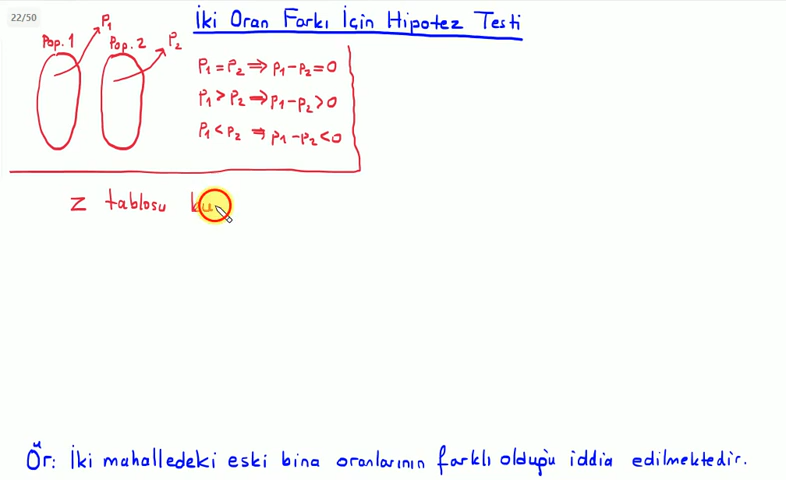 22/50
İki Oran Farkı İçin Hipotez Testi
Pop. 1 P₁ Pop. 2 P₂
P₁ = P₂ ⇒ P₁ - P₂ = 0
P₁ > P₂ ⇒ P₁ - P₂ > 0
P₁ < P₂ ⇒ P₁ - P₂ < 0
Z tablosu ku
Ör: İki mahalledeki eski bina oranlarının farklı olduğu iddia edilmektedir.